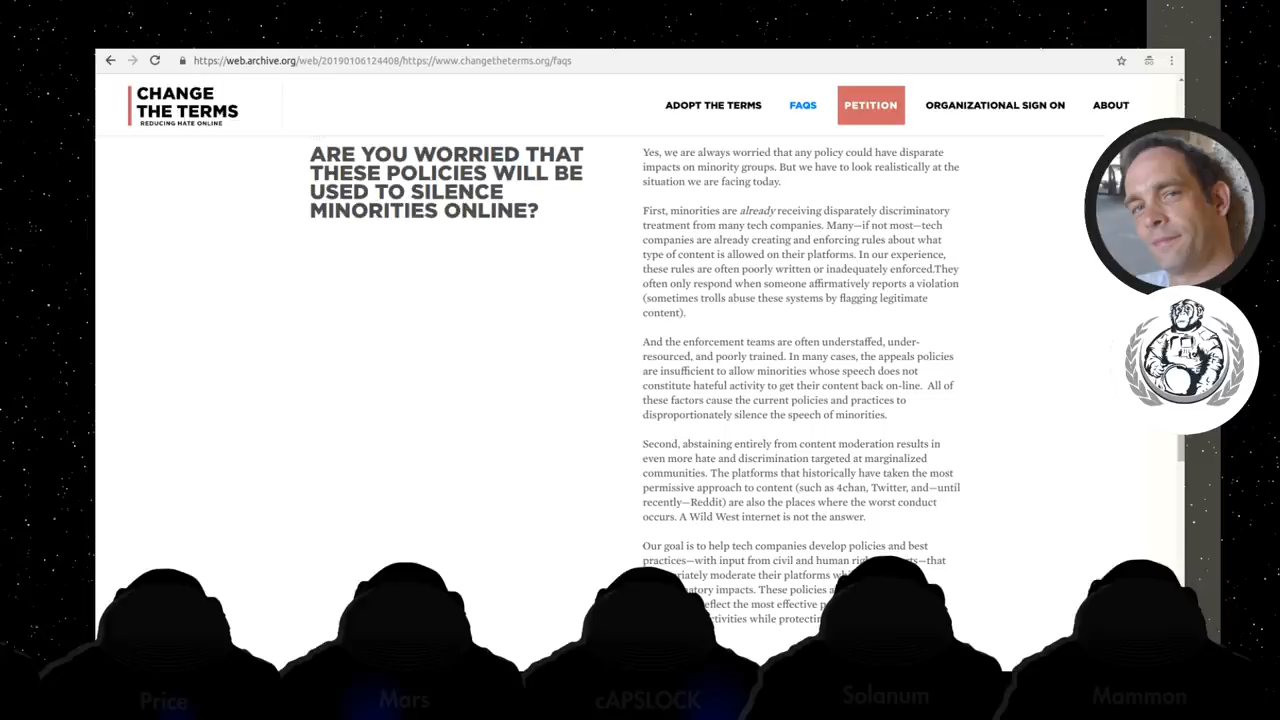 https://web.archive.org/web/20190106124408/https://www.changetheterms.org/faqs
CHANGE
THE TERMS
REDUCING HATE ONLINE
ADOPT THE TERMS
FAQS
PETITION
ORGANIZATIONAL SIGN ON
ABOUT
ARE YOU WORRIED THAT
THESE POLICIES WILL BE
USED TO SILENCE
MINORITIES ONLINE?
Yes, we are always worried that any policy could have disparate
impacts on minority groups. But we have to look realistically at the
situation we are facing today.
First, minorities are already receiving disparately discriminatory
treatment from many tech companies. Many—if not most—tech
companies are already creating and enforcing rules about what
type of content is allowed on their platforms. In our experience,
these rules are often poorly written or inadequately enforced.They
often only respond when someone affirmatively reports a violation
(sometimes trolls abuse these systems by flagging legitimate
content).
And the enforcement teams are often understaffed, under-
resourced, and poorly trained. In many cases, the appeals policies
are insufficient to allow minorities whose speech does not
constitute hateful activity to get their content back on-line. All of
these factors cause the current policies and practices to
disproportionately silence the speech of minorities.
Second, abstaining entirely from content moderation results in
even more hate and discrimination targeted at marginalized
communities. The platforms that historically have taken the most
permissive approach to content (such as 4chan, Twitter, and—until
recently—Reddit) are also the places where the worst conduct
occurs. A Wild West internet is not the answer.
Our goal is to help tech companies develop policies and best
practices—with input from civil and human
moderate their platforms
impacts. These policies
reflect the most effective
while protecting
Price
Mars
cAPSLOCK
Solanum
Mammon